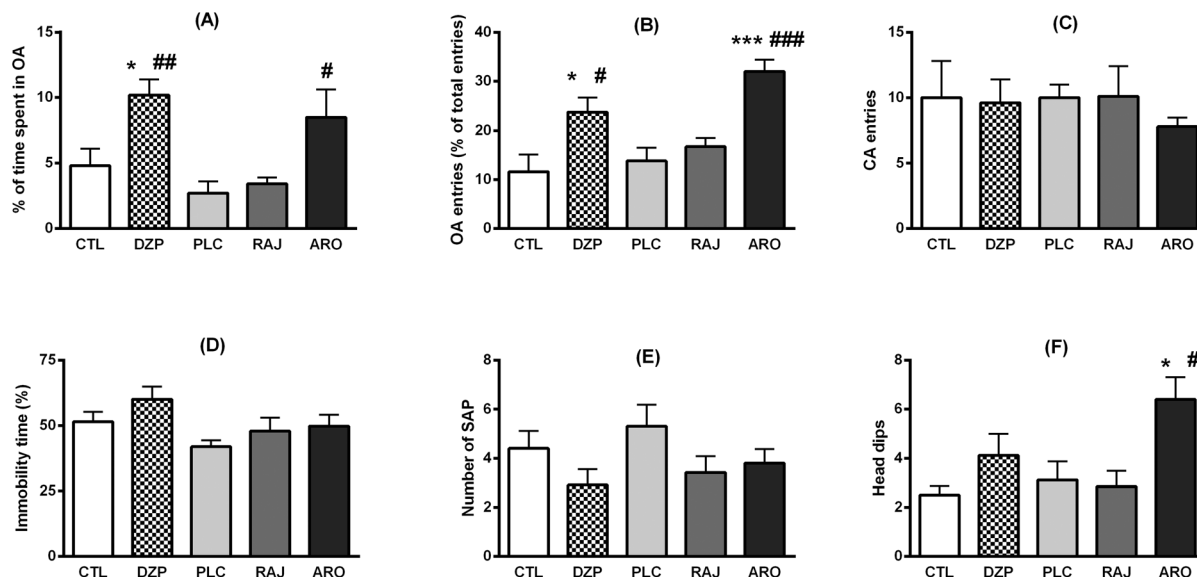 (A)
% of time spent in OA
15
10
5
0
* ##
#
CTL DZP PLC RAJ ARO
(B)
OA entries (% of total entries)
40
30
20
10
0
* #
*** ###
CTL DZP PLC RAJ ARO
(C)
CA entries
15
10
5
0
CTL DZP PLC RAJ ARO
(D)
Immobility time (%)
75
50
25
0
CTL DZP PLC RAJ ARO
(E)
Number of SAP
8
6
4
2
0
CTL DZP PLC RAJ ARO
(F)
Head dips
8
6
4
2
0
* #
CTL DZP PLC RAJ ARO